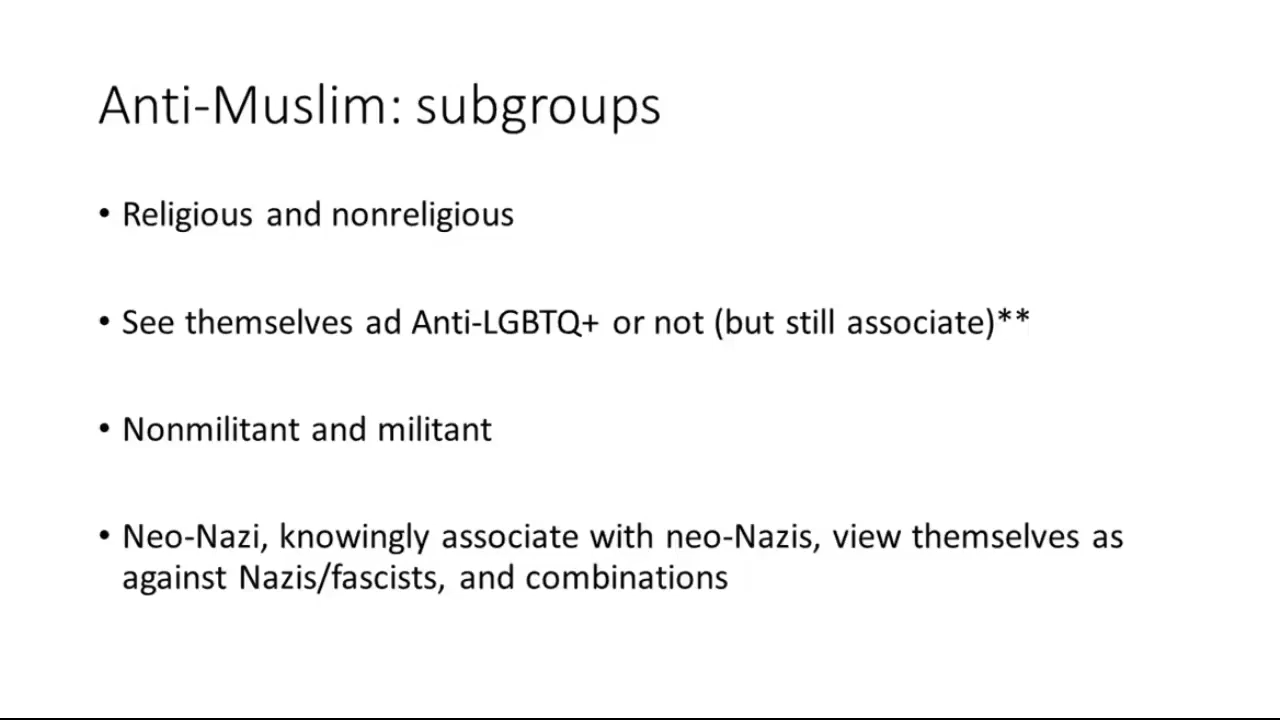 Anti-Muslim: subgroups
• Religious and nonreligious
• See themselves ad Anti-LGBTQ+ or not (but still associate)**
• Nonmilitant and militant
• Neo-Nazi, knowingly associate with neo-Nazis, view themselves as
against Nazis/fascists, and combinations